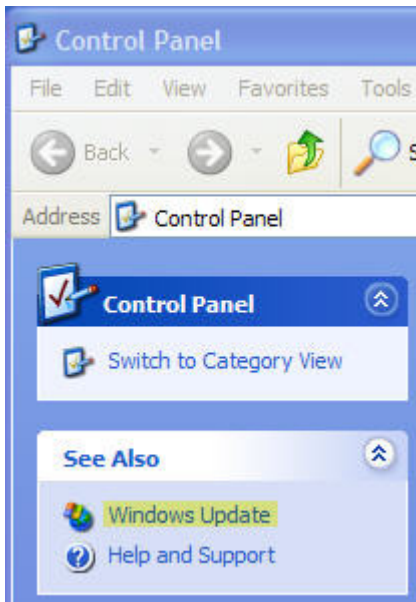 Control Panel
File Edit View Favorites Tools
Back
Address Control Panel
Control Panel
Switch to Category View
See Also
Windows Update
Help and Support